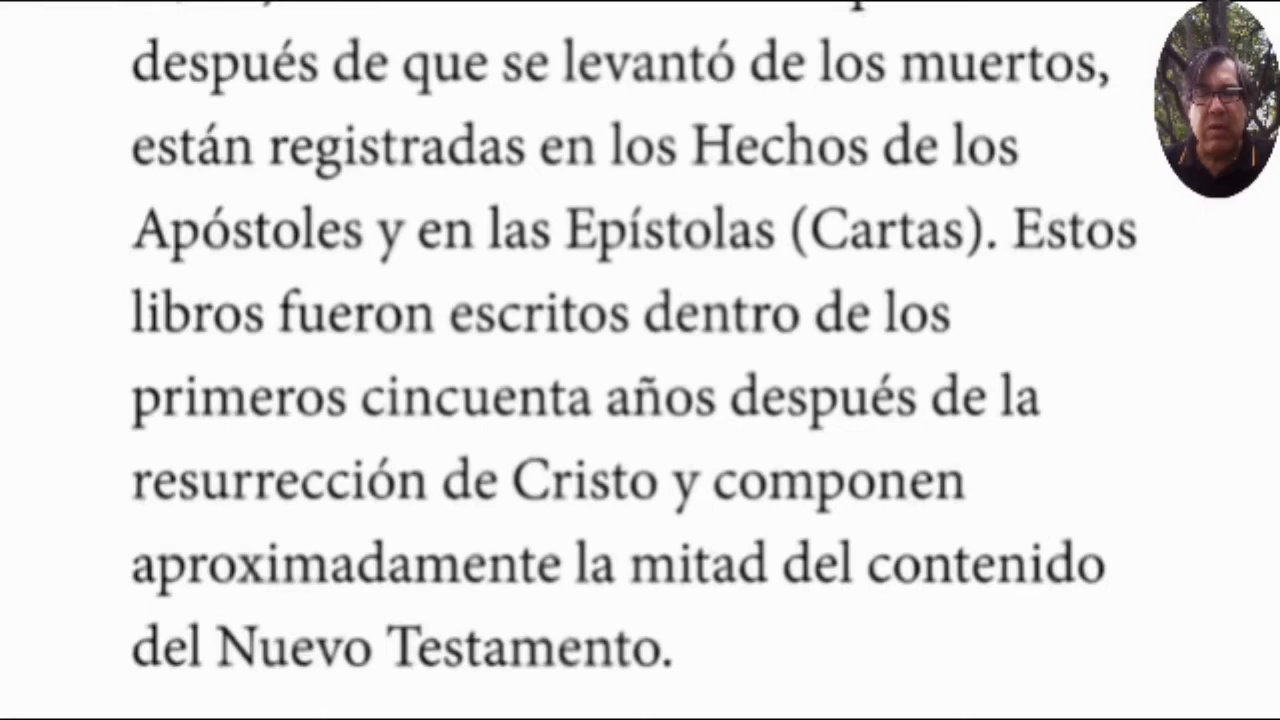 después de que se levantó de los muertos,
están registradas en los Hechos de los
Apóstoles y en las Epístolas (Cartas). Estos
libros fueron escritos dentro de los
primeros cincuenta años después de la
resurrección de Cristo y componen
aproximadamente la mitad del contenido
del Nuevo Testamento.